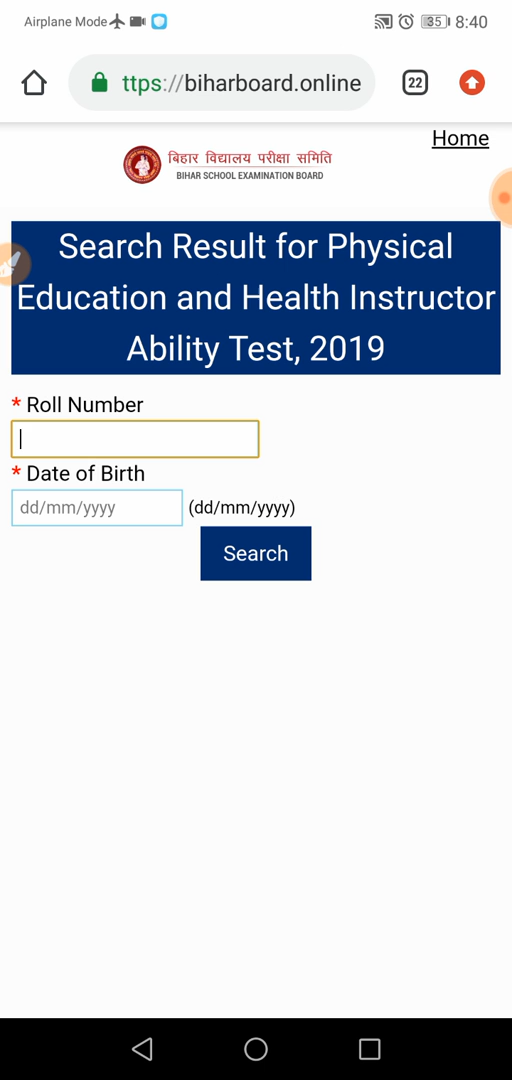 Airplane Mode 35 8:40
ttps://biharboard.online 22
Home
बिहार विद्यालय परीक्षा समिति
BIHAR SCHOOL EXAMINATION BOARD
Search Result for Physical
Education and Health Instructor
Ability Test, 2019
* Roll Number
* Date of Birth
dd/mm/yyyy (dd/mm/yyyy)
Search